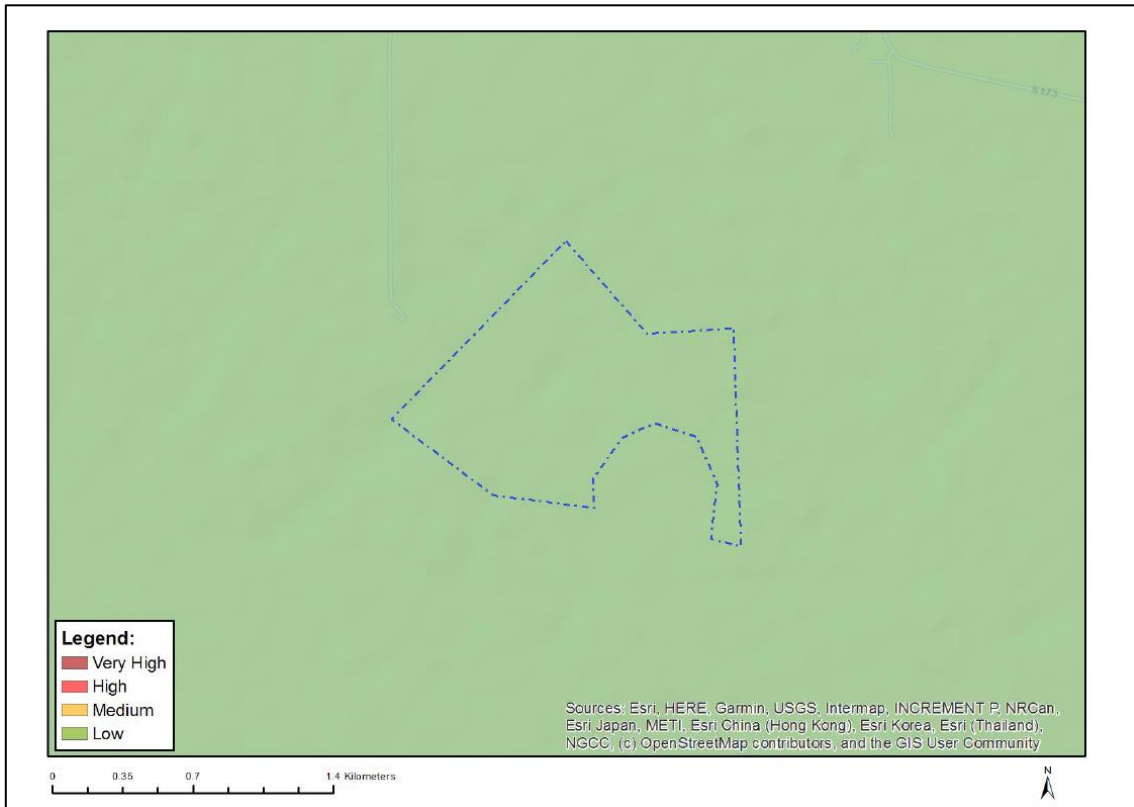 S173
Legend:
Very High
High
Medium
Low
Sources: Esri, HERE, Garmin, USGS, Intermap, INCREMENT P, NRCan,
Esri Japan, METI, Esri China (Hong Kong), Esri Korea, Esri (Thailand),
NGCC, (c) OpenStreetMap contributors, and the GIS User Community
0 0.35 0.7 1.4 Kilometers
N